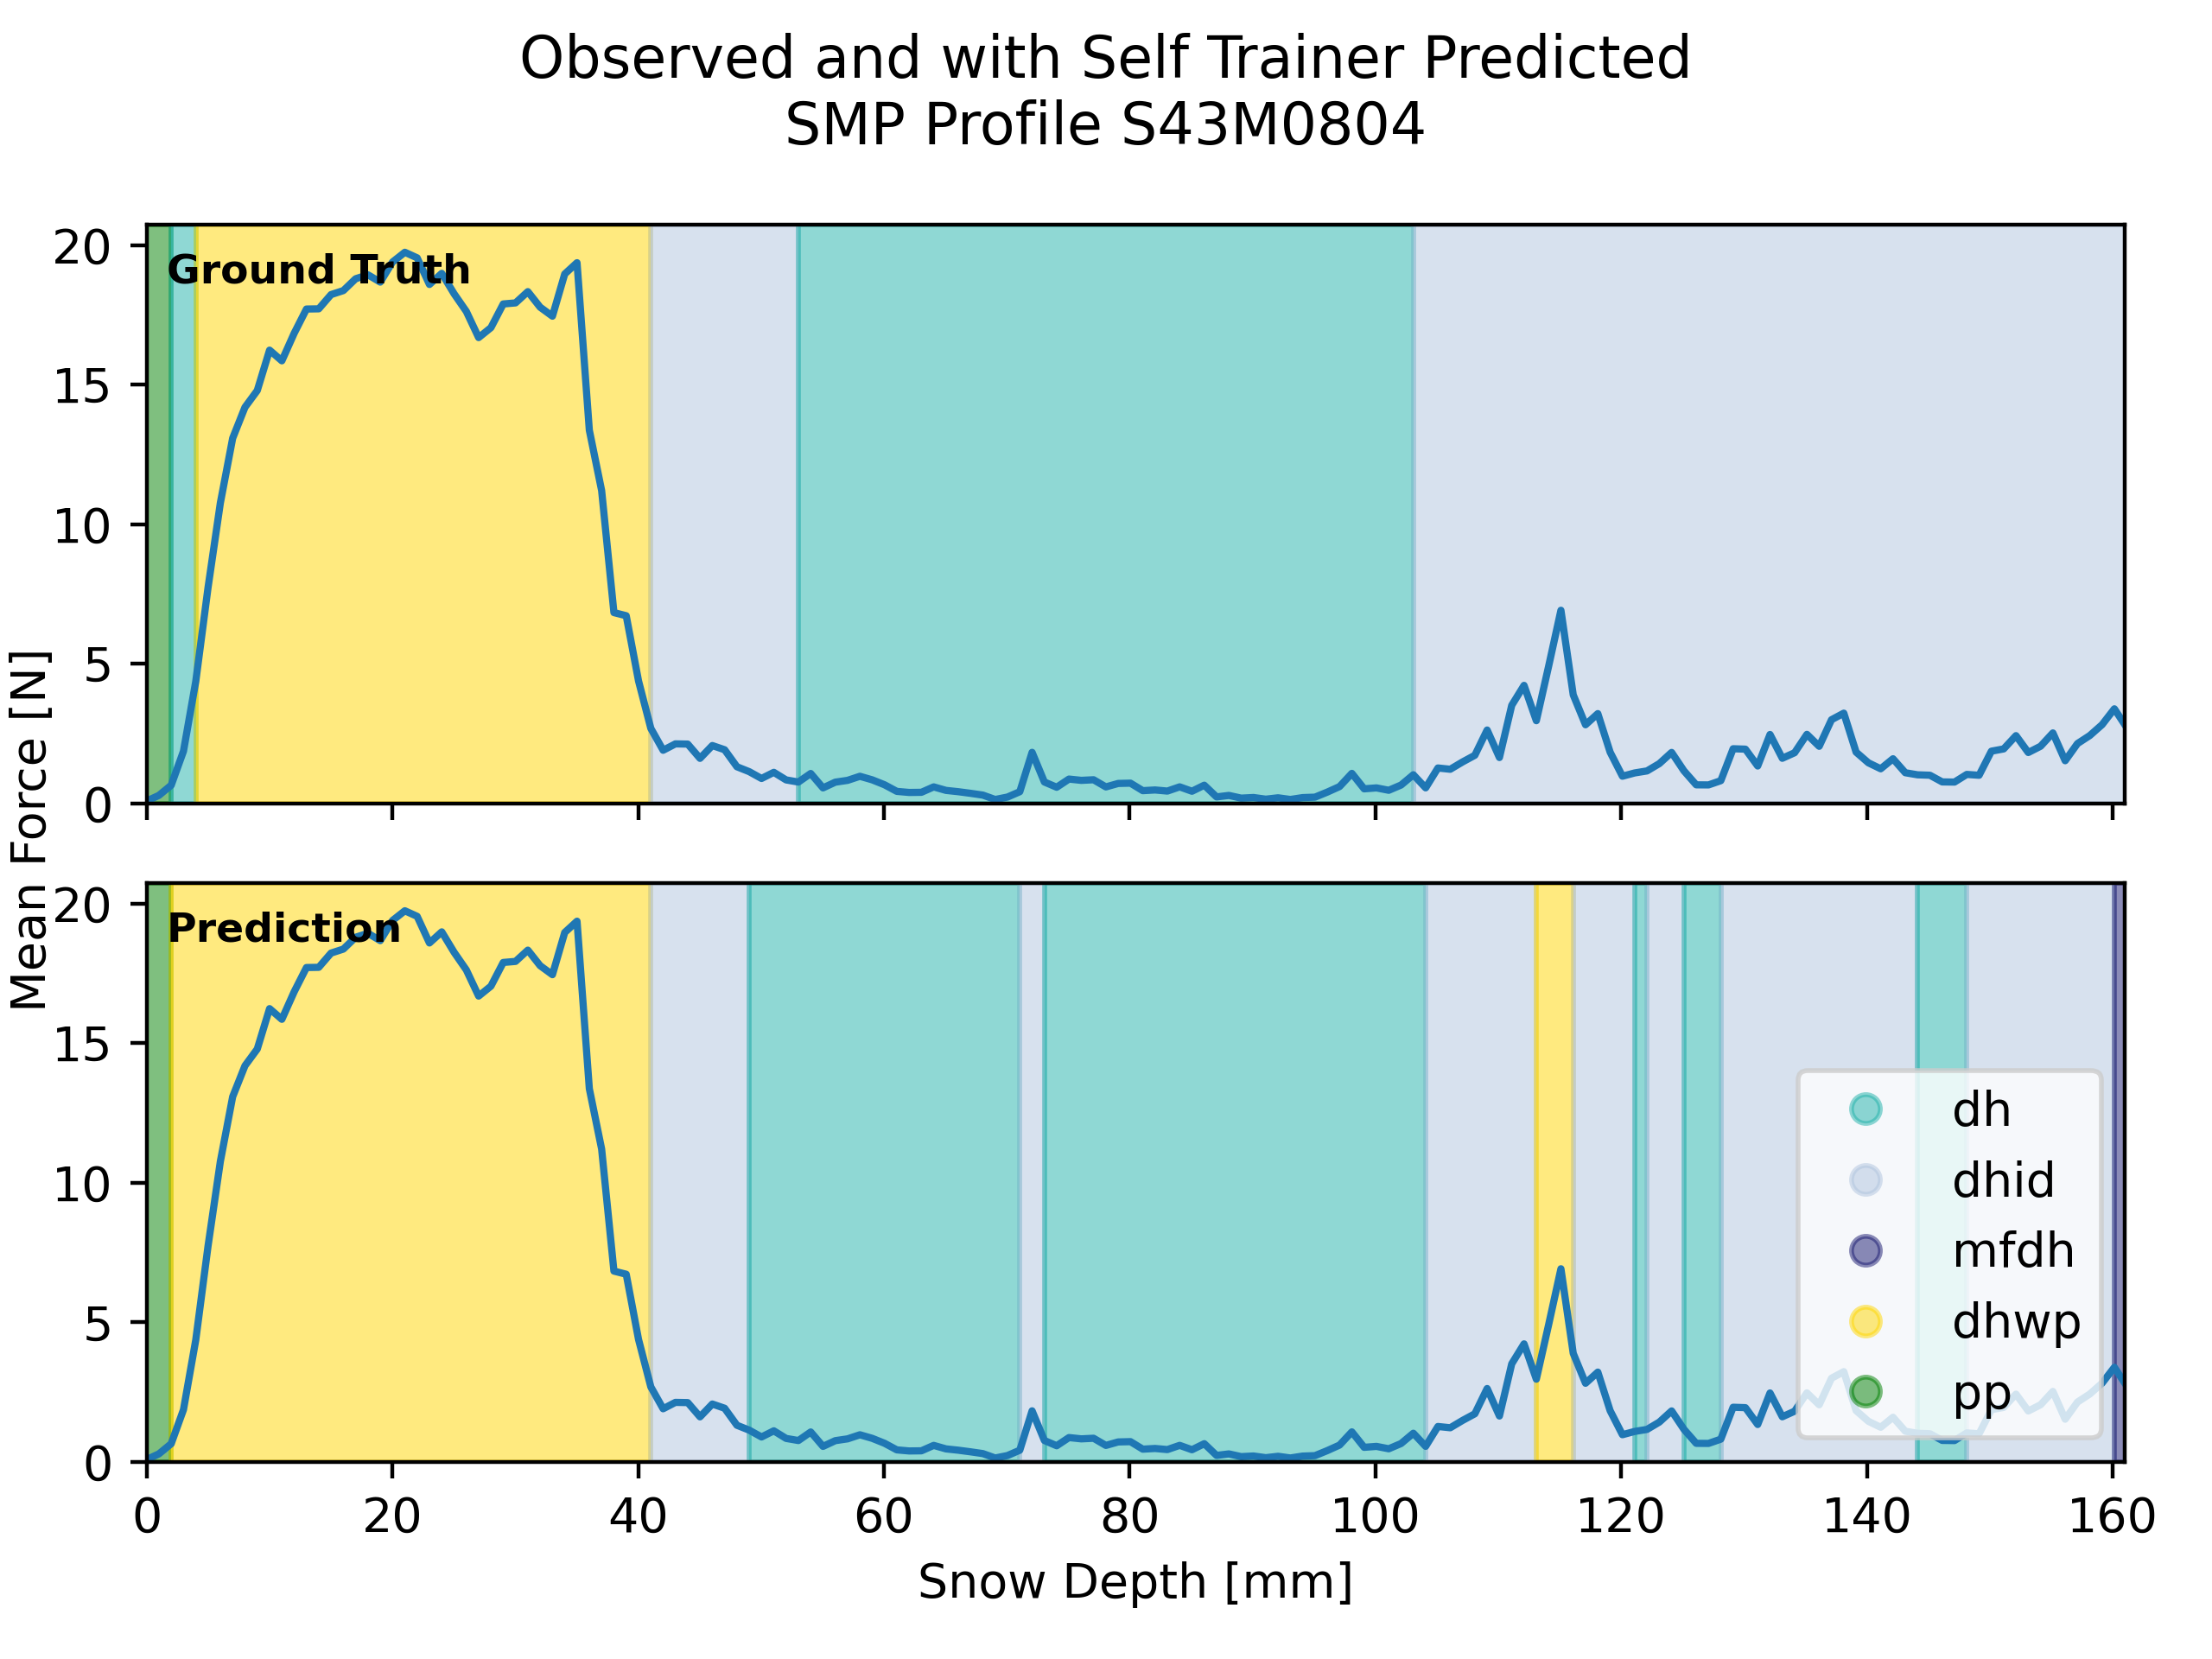 Observed and with Self Trainer Predicted
SMP Profile S43M0804
Mean Force [N]
20
15
10
5
0
Ground Truth
20
15
10
5
0
Prediction
dh
dhid
mfdh
dhwp
pp
0 20 40 60 80 100 120 140 160
Snow Depth [mm]